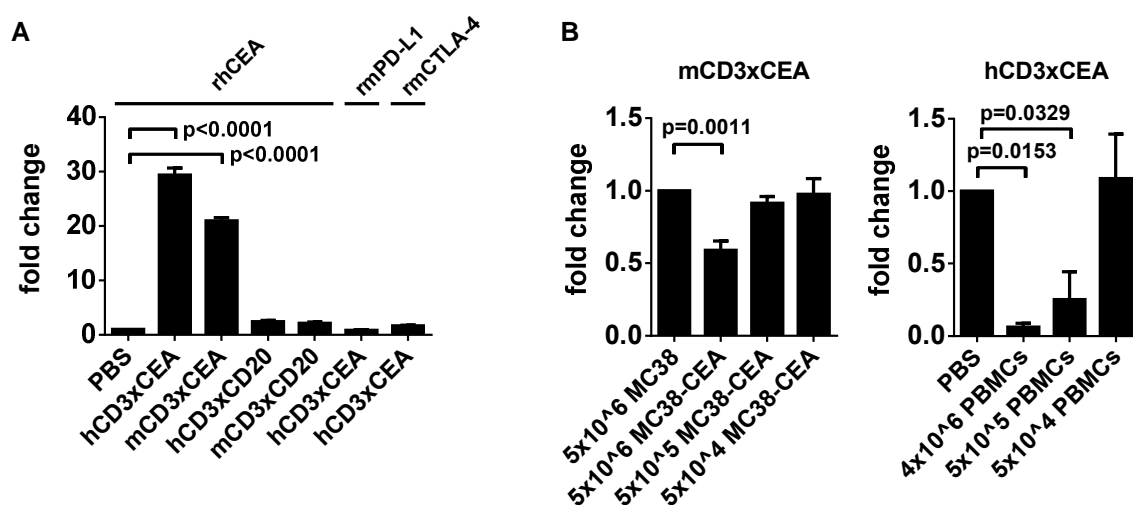 A
rhCEA
rmPD-L1
rmCTLA-4
fold change
40
30
20
10
0
p<0.0001
p<0.0001
PBS
hCD3xCEA
mCD3xCEA
hCD3xCD20
mCD3xCD20
hCD3xCEA
hCD3xCEA
B
mCD3xCEA
fold change
1.5
1.0
0.5
0.0
p=0.0011
5x10^6 MC38
5x10^6 MC38-CEA
5x10^5 MC38-CEA
5x10^4 MC38-CEA
hCD3xCEA
fold change
1.5
1.0
0.5
0.0
p=0.0329
p=0.0153
PBS
4x10^6 PBMCs
5x10^5 PBMCs
5x10^4 PBMCs